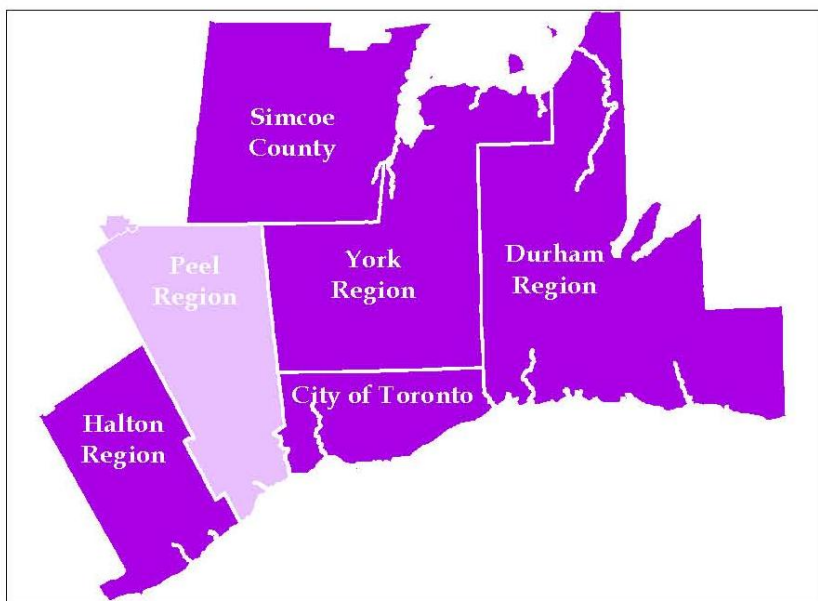 Simcoe
County
Peel
Region
York
Region
Durham
Region
City of Toronto
Halton
Region